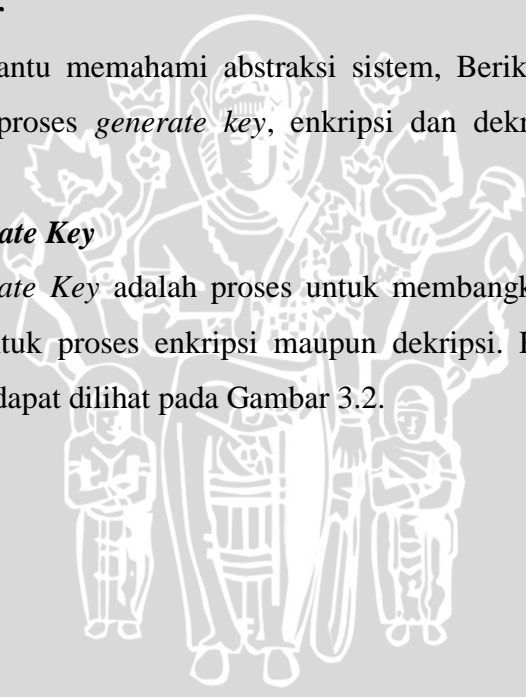 antu memahami abstraksi sistem, Berik
proses generate key, enkripsi dan dekr
ate Key
ate Key adalah proses untuk membangk
tuk proses enkripsi maupun dekripsi.
dapat dilihat pada Gambar 3.2.